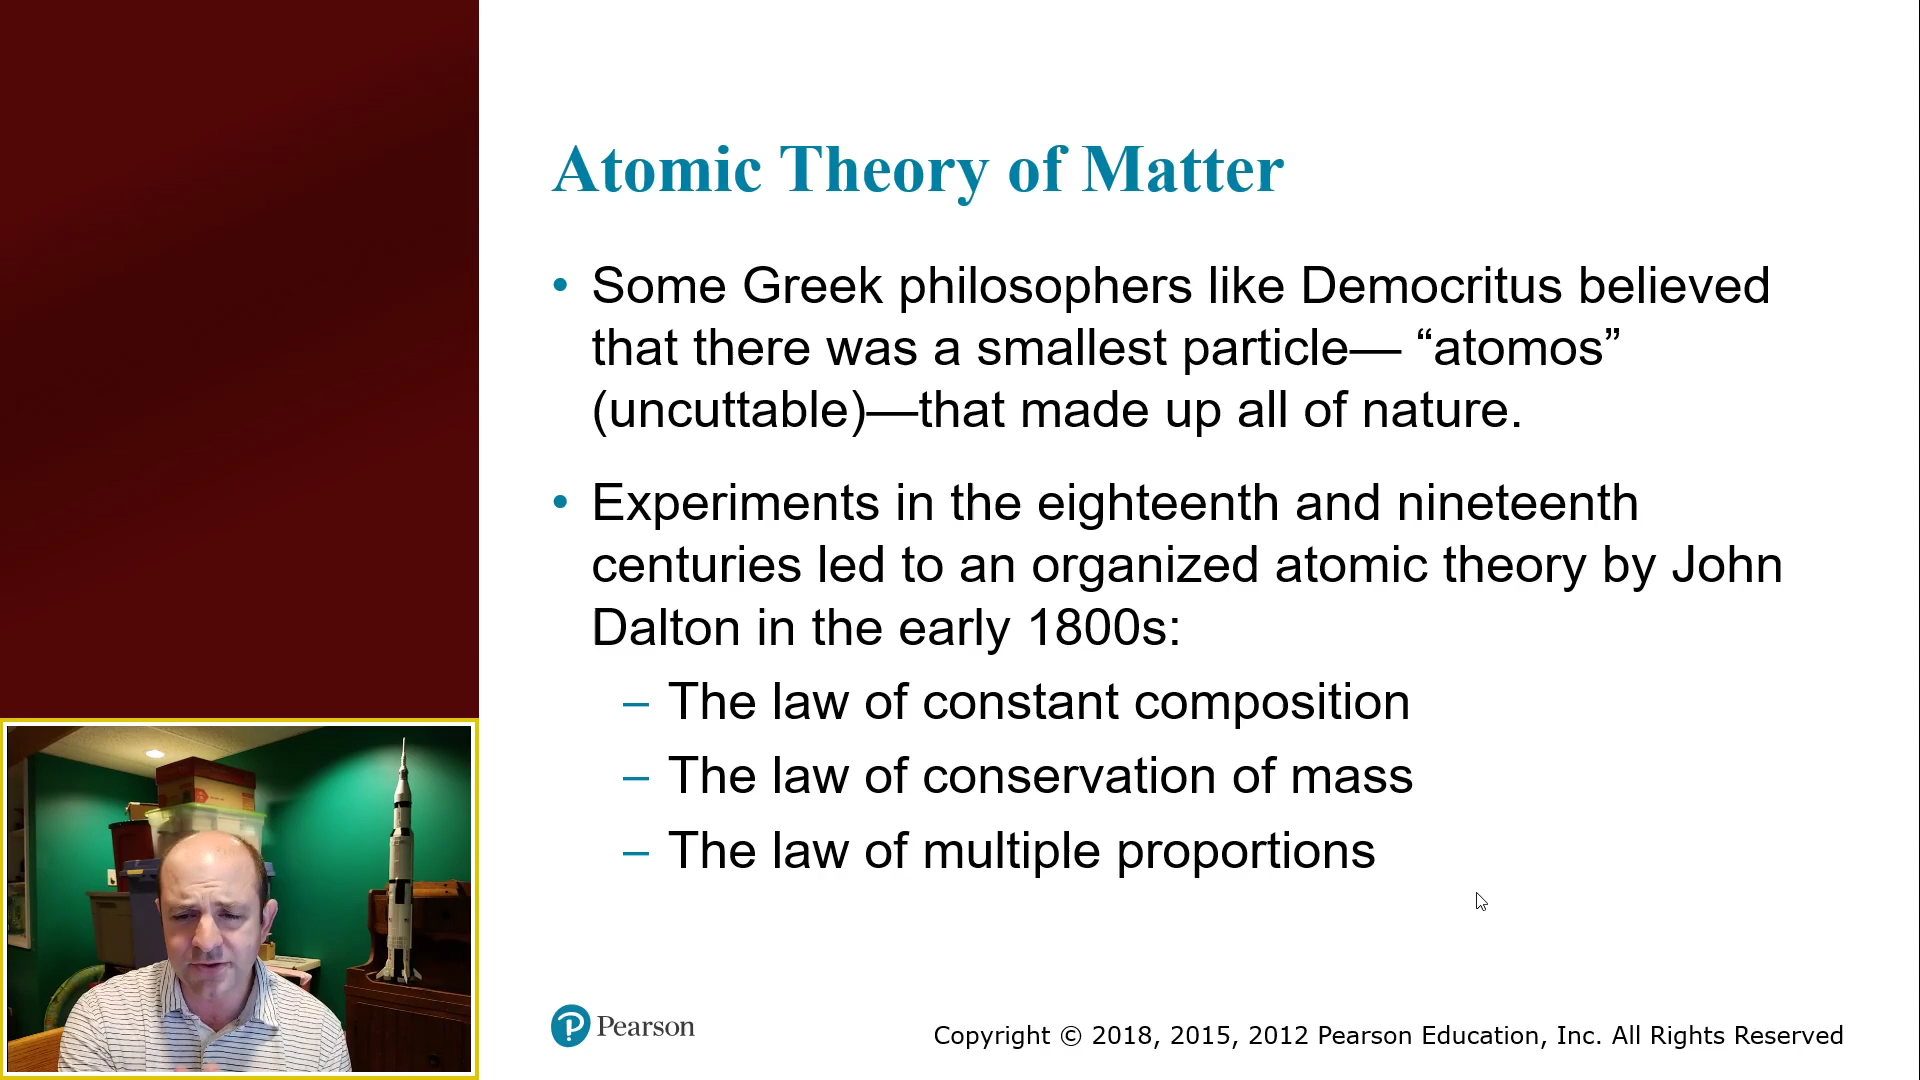 Atomic Theory of Matter
• Some Greek philosophers like Democritus believed
that there was a smallest particle— “atomos”
(uncuttable)—that made up all of nature.
• Experiments in the eighteenth and nineteenth
centuries led to an organized atomic theory by John
Dalton in the early 1800s:
– The law of constant composition
– The law of conservation of mass
– The law of multiple proportions
Pearson
Copyright © 2018, 2015, 2012 Pearson Education, Inc. All Rights Reserved